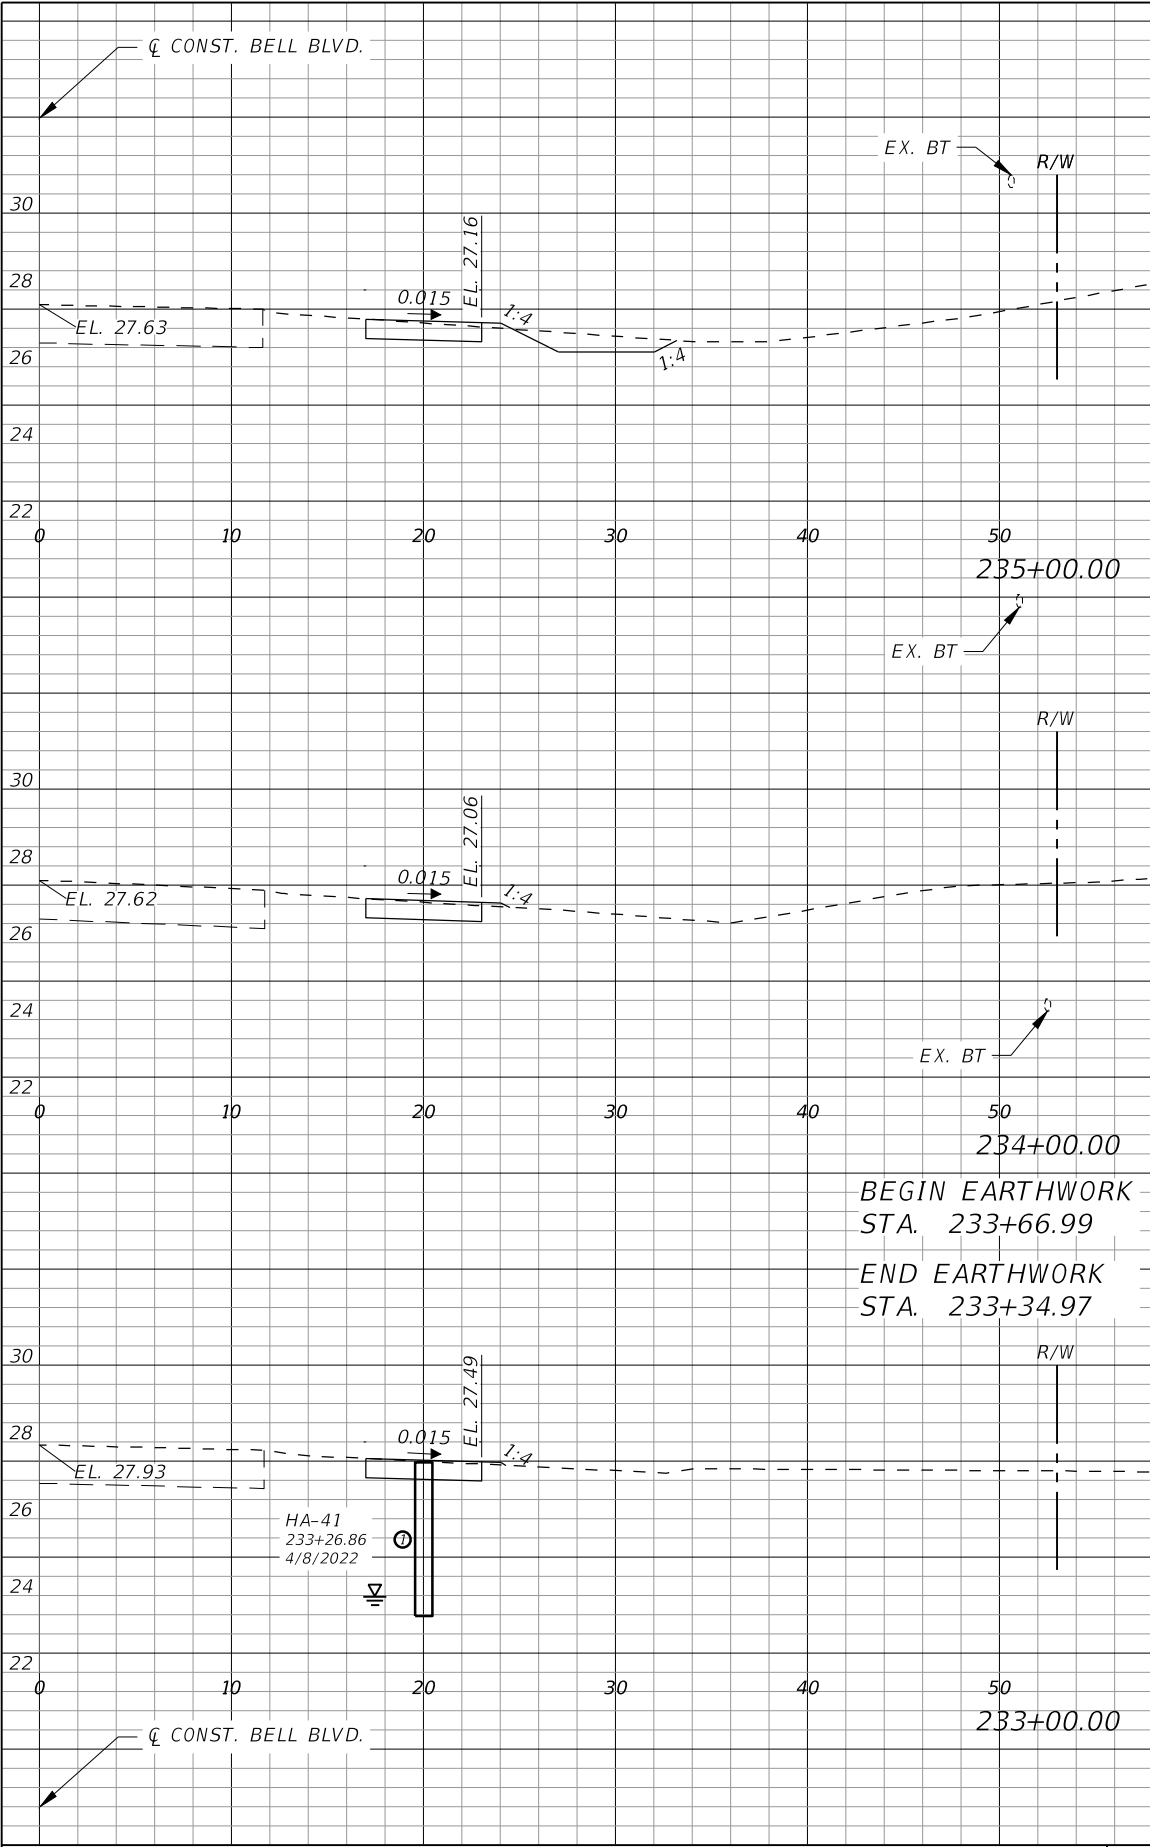 ℄ CONST. BELL BLVD.
EX. BT
R/W
30
EL. 27.16
28
0.015
1:4
EL. 27.63
26
1:4
24
22
0 10 20 30 40 50
235+00.00
EX. BT
R/W
30
EL. 27.06
28
0.015
1:4
EL. 27.62
26
24
EX. BT
22
0 10 20 30 40 50
234+00.00
BEGIN EARTHWORK
STA. 233+66.99
END EARTHWORK
STA. 233+34.97
R/W
30
EL. 27.49
28
0.015
1:4
EL. 27.93
26
HA-41
233+26.86
1
4/8/2022
24
22
0 10 20 30 40 50
233+00.00
℄ CONST. BELL BLVD.